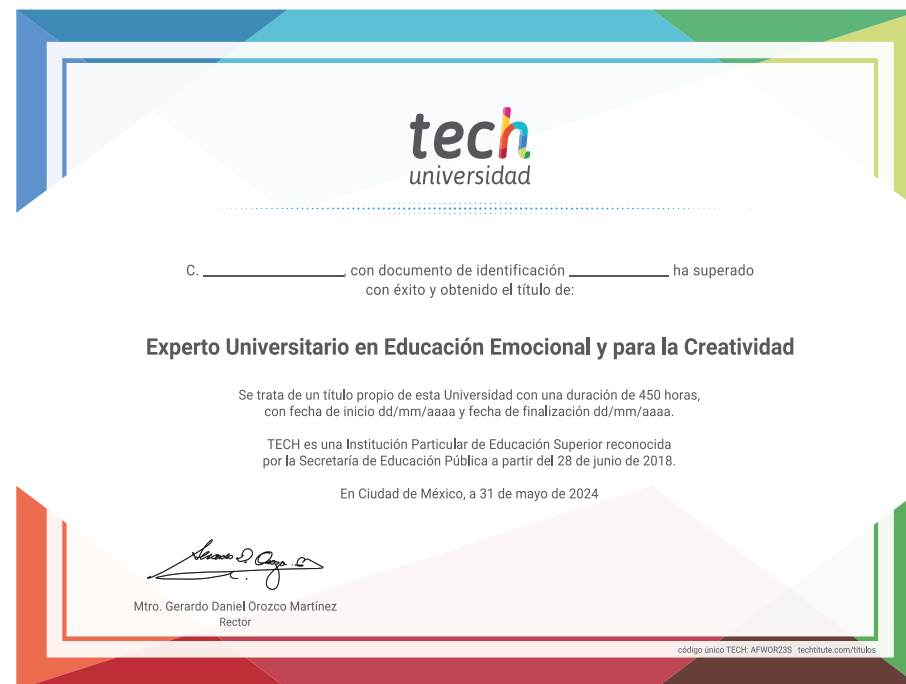 tech
universidad
C. ________________, con documento de identificación ____________ ha superado
con éxito y obtenido el título de:
Experto Universitario en Educación Emocional y para la Creatividad
Se trata de un título propio de esta Universidad con una duración de 450 horas,
con fecha de inicio dd/mm/aaaa y fecha de finalización dd/mm/aaaa.
TECH es una Institución Particular de Educación Superior reconocida
por la Secretaría de Educación Pública a partir del 28 de junio de 2018.
En Ciudad de México, a 31 de mayo de 2024
Mtro. Gerardo Daniel Orozco Martínez
Rector
código único TECH: AFWOR23S techtitute.com/titulos